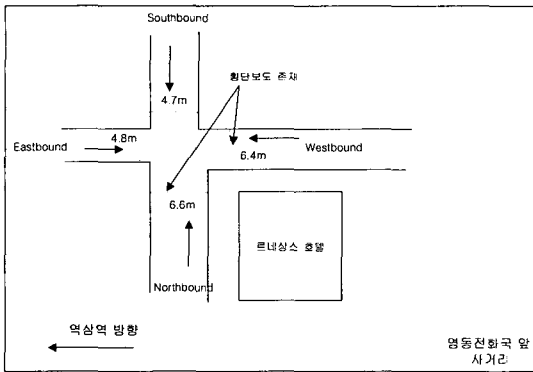 Southbound
횡단보도 존재
4.7m
4.8m
Eastbound
Westbound
6.4m
6.6m
르네상스 호텔
Northbound
역삼역 방향
영동전화국 앞
사거리